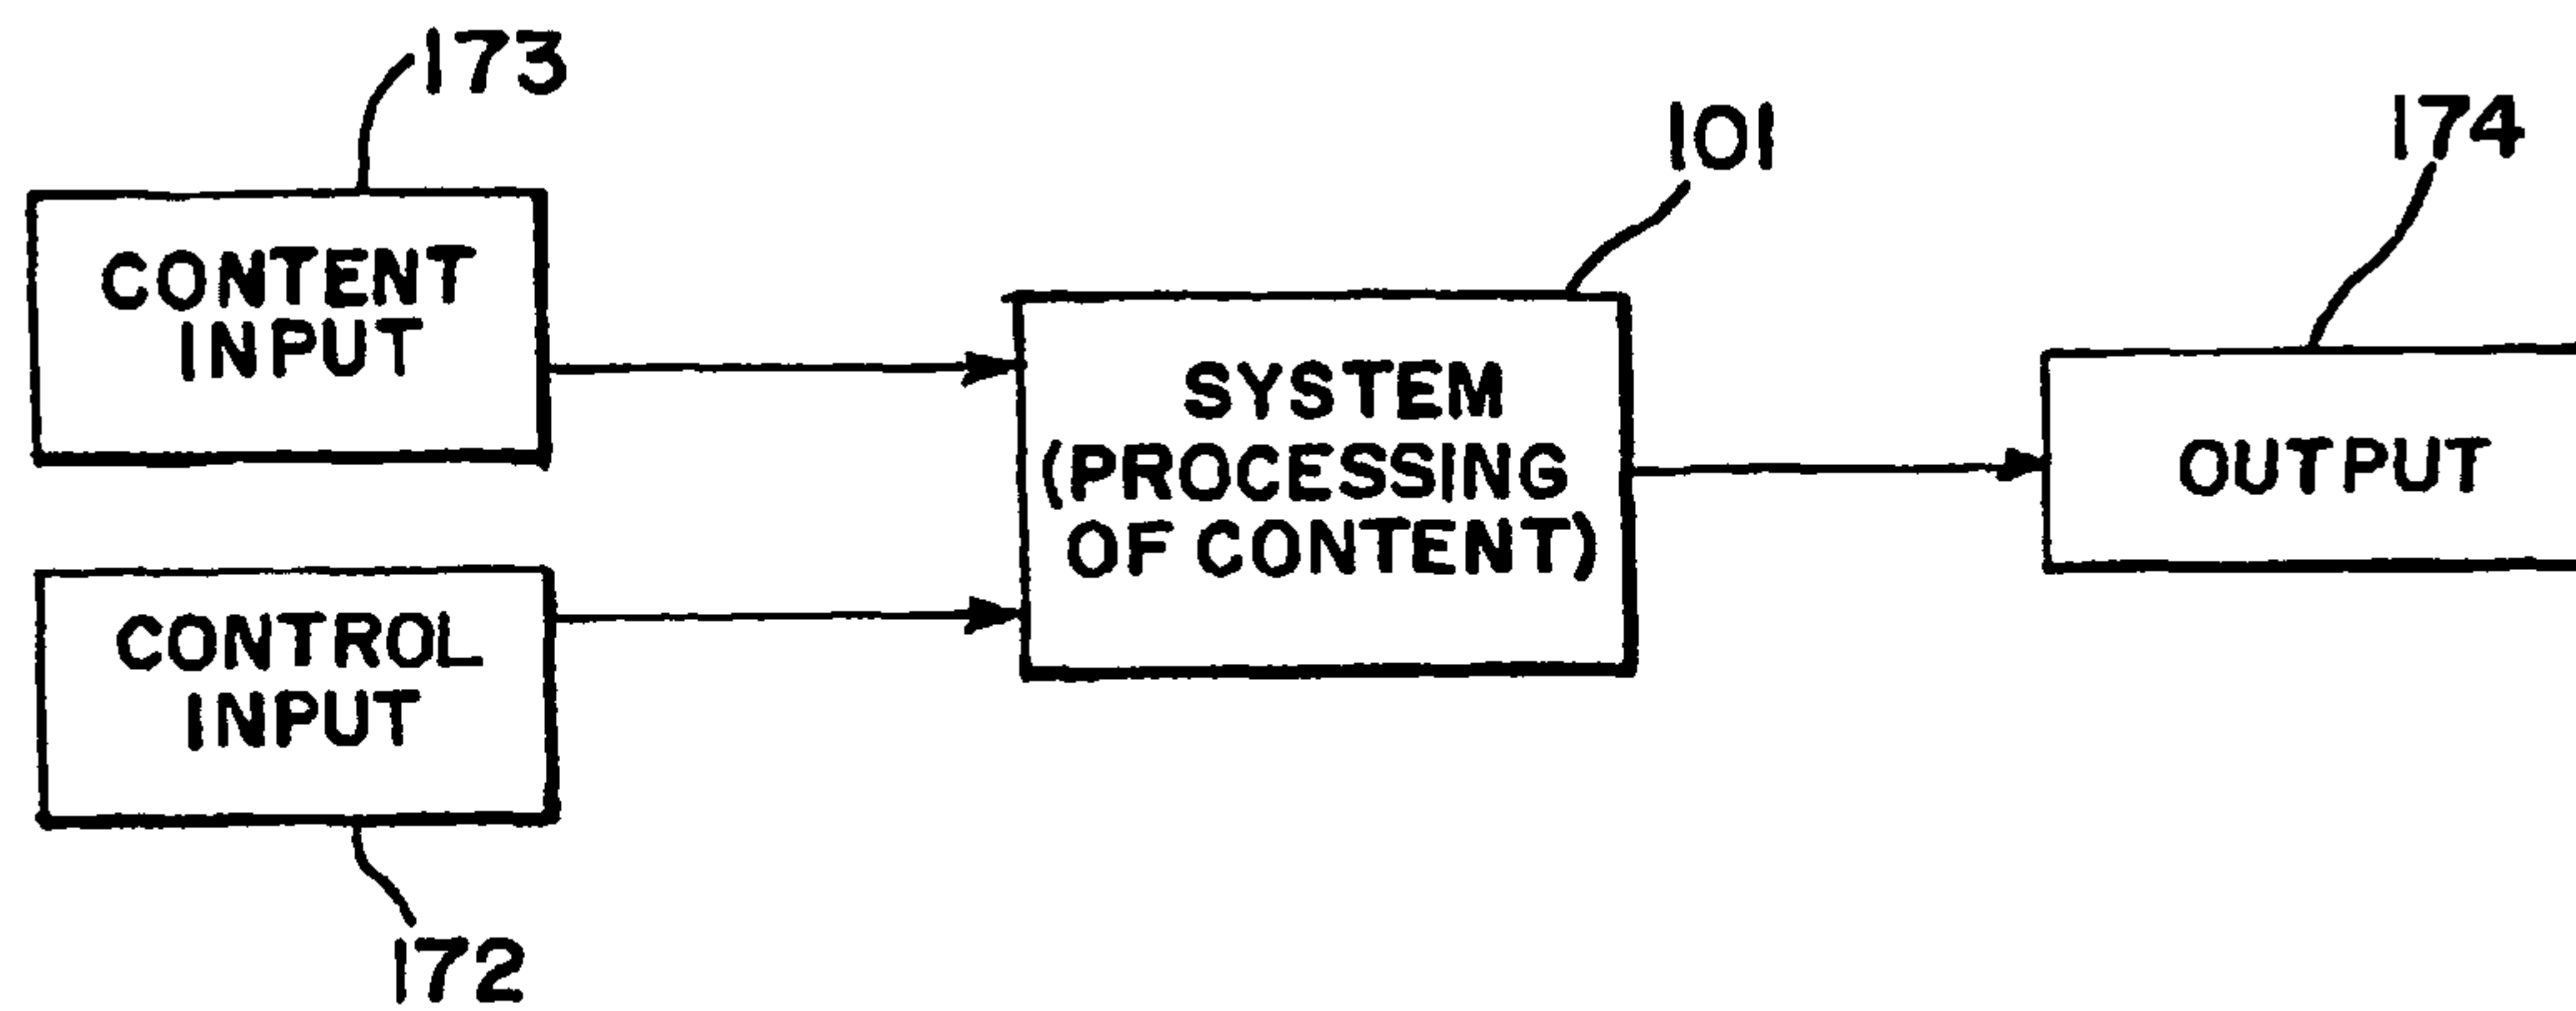 173
CONTENT
INPUT
101
SYSTEM
(PROCESSING
OF CONTENT)
174
OUTPUT
CONTROL
INPUT
172